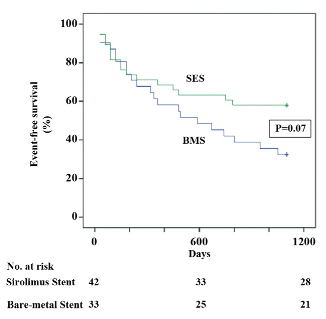 100
80
60
40
20
0
Event-free survival
(%)
SES
BMS
P=0.07
0 600 1200
Days
No. at risk
Sirolimus Stent 42 33 28
Bare-metal Stent 33 25 21